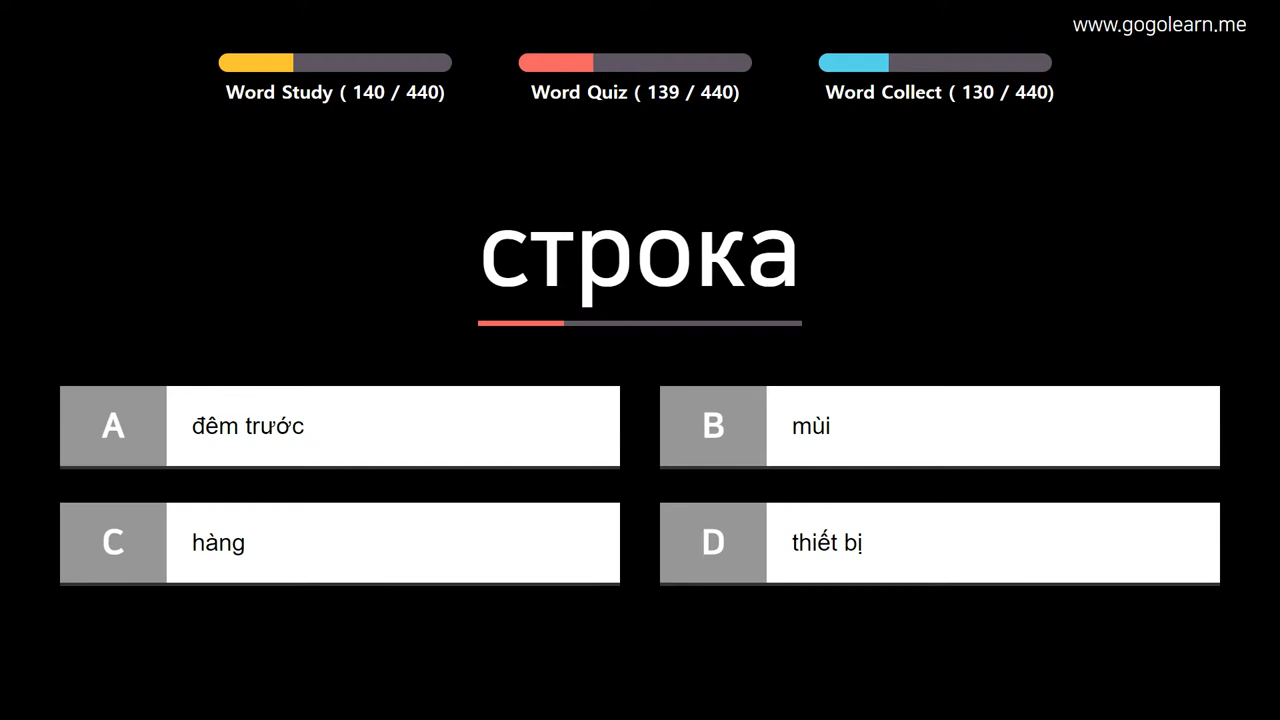 www.gogolearn.me
Word Study ( 140 / 440)
Word Quiz ( 139 / 440)
Word Collect ( 130 / 440)
строка
A đêm trước
B mùi
C hàng
D thiết bị